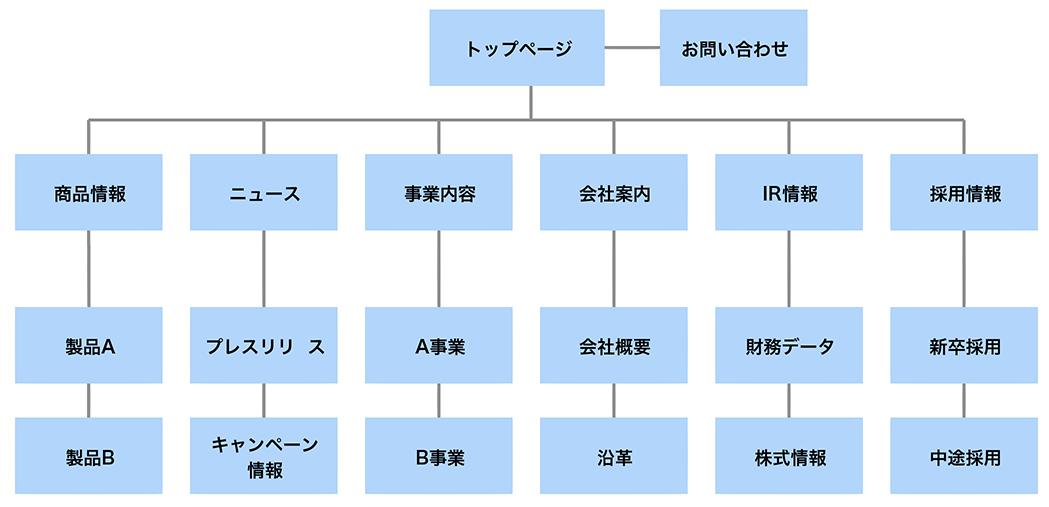 トップページ
お問い合わせ
商品情報
ニュース
事業内容
会社案内
IR情報
採用情報
製品A
プレスリリ ス
A事業
会社概要
財務データ
新卒採用
製品B
キャンペーン
情報
B事業
沿革
株式情報
中途採用